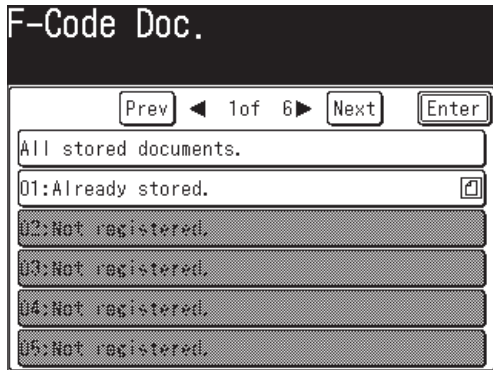 F-Code Doc.
Prev ◀ 1of 6▶ Next Enter
All stored documents.
01:Already stored.
02:Not registered.
03:Not registered.
04:Not registered.
05:Not registered.